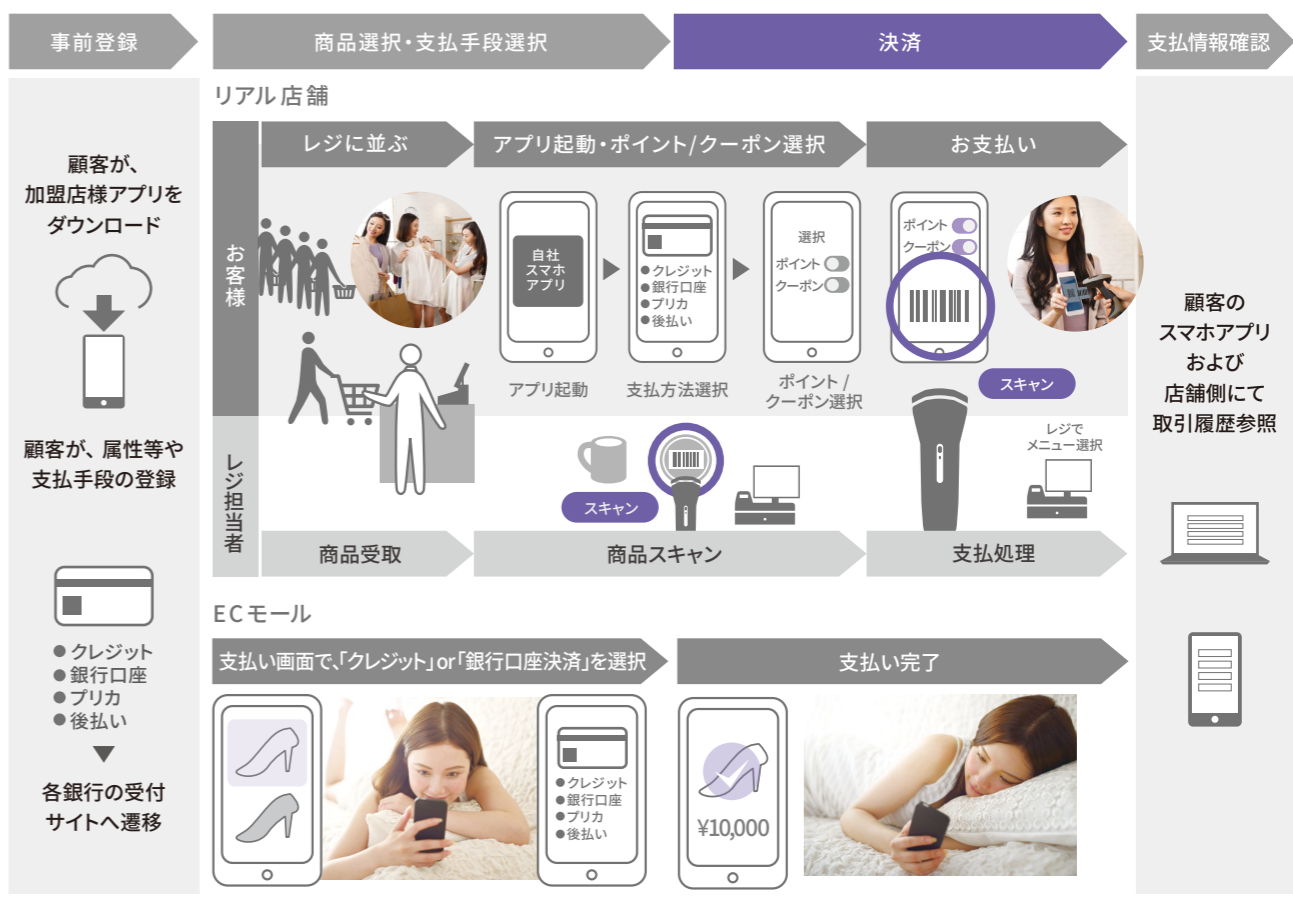 事前登録
商品選択・支払手段選択
決済
支払情報確認
顧客が、
加盟店様アプリを
ダウンロード
顧客が、属性等や
支払手段の登録
●クレジット
●銀行口座
●プリカ
●後払い
各銀行の受付
サイトへ遷移
リアル店舗
お客様
レジに並ぶ
アプリ起動・ポイント/クーポン選択
お支払い
自社
スマホ
アプリ
アプリ起動
●クレジット
●銀行口座
●プリカ
●後払い
支払方法選択
選択
ポイント
クーポン
ポイント /
クーポン選択
ポイント
クーポン
スキャン
レジ担当者
スキャン
レジで
メニュー選択
商品受取
商品スキャン
支払処理
ECモール
支払い画面で、「クレジット」or「銀行口座決済」を選択
支払い完了
●クレジット
●銀行口座
●プリカ
●後払い
¥10,000
顧客の
スマホアプリ
および
店舗側にて
取引履歴参照